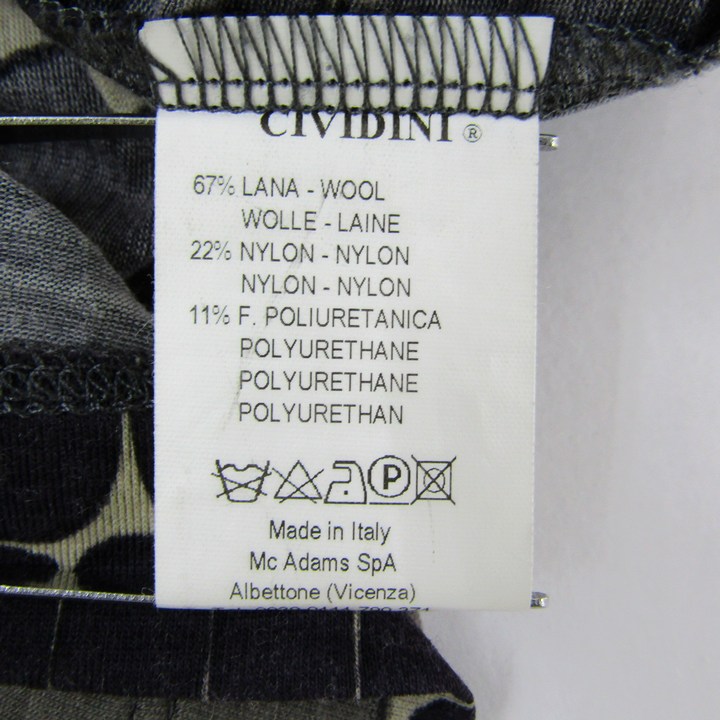 CIVIDINI ®
67% LANA - WOOL
WOLLE - LAINE
22% NYLON - NYLON
NYLON - NYLON
11% F. POLIURETANICA
POLYURETHANE
POLYURETHANE
POLYURETHAN
P
Made in Italy
Mc Adams SpA
Albettone (Vicenza)